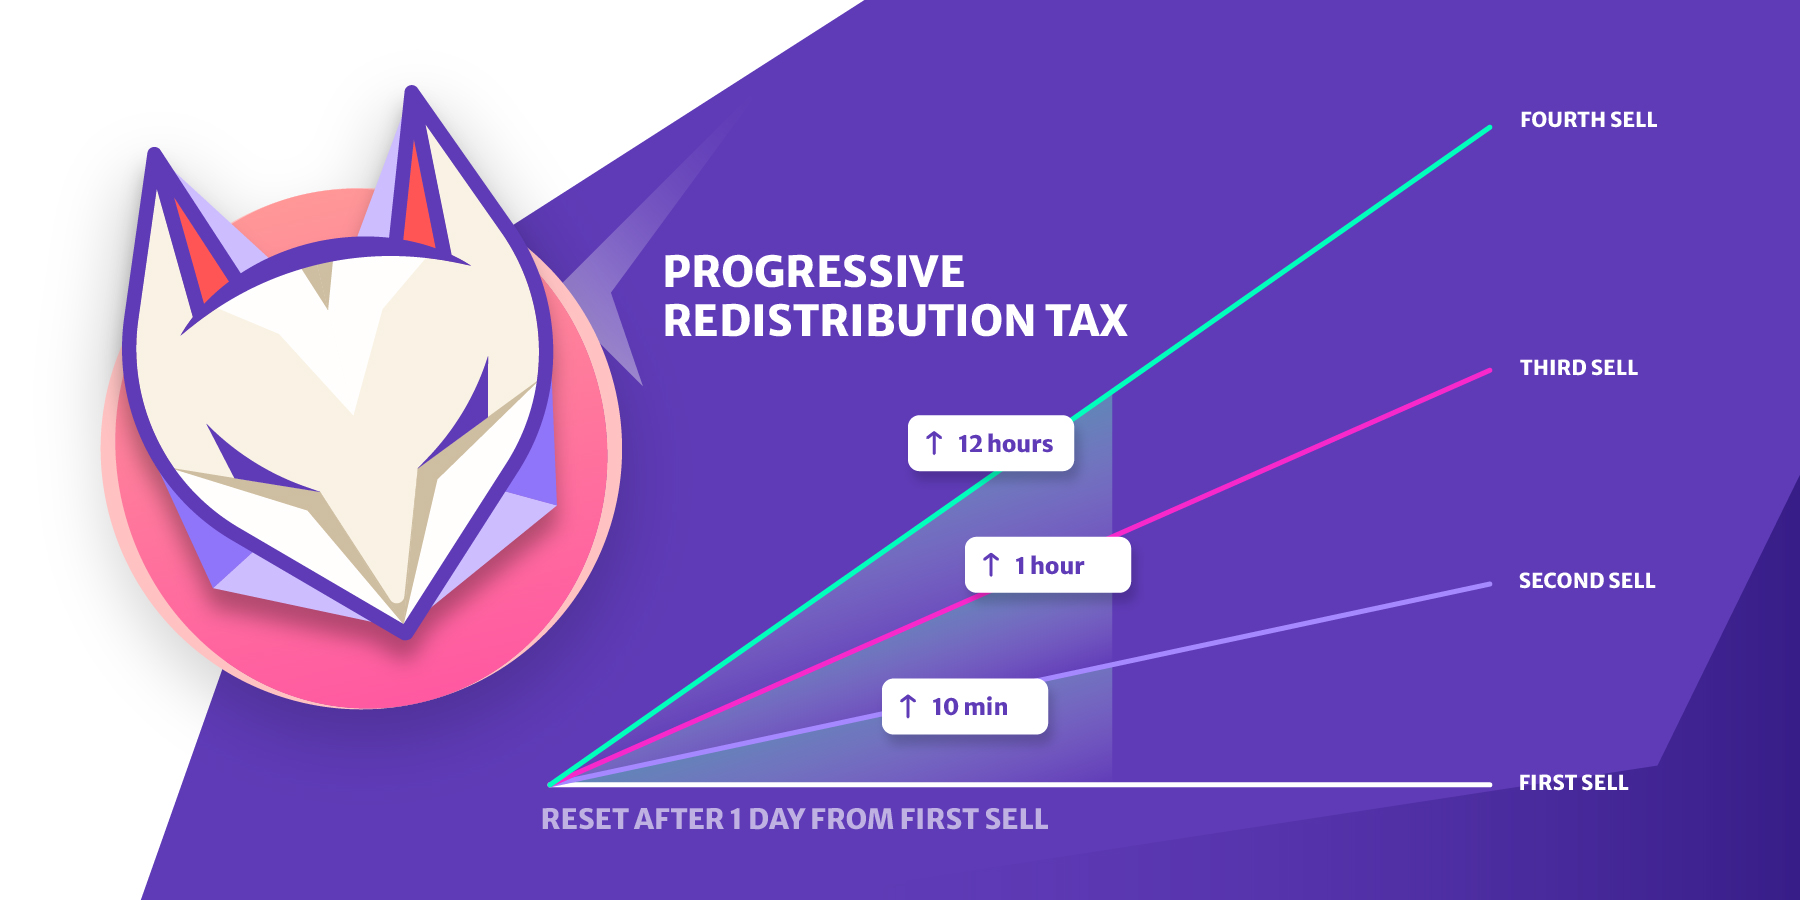 PROGRESSIVE
REDISTRIBUTION TAX
FOURTH SELL
THIRD SELL
↑ 12 hours
↑ 1 hour
SECOND SELL
↑ 10 min
FIRST SELL
RESET AFTER 1 DAY FROM FIRST SELL